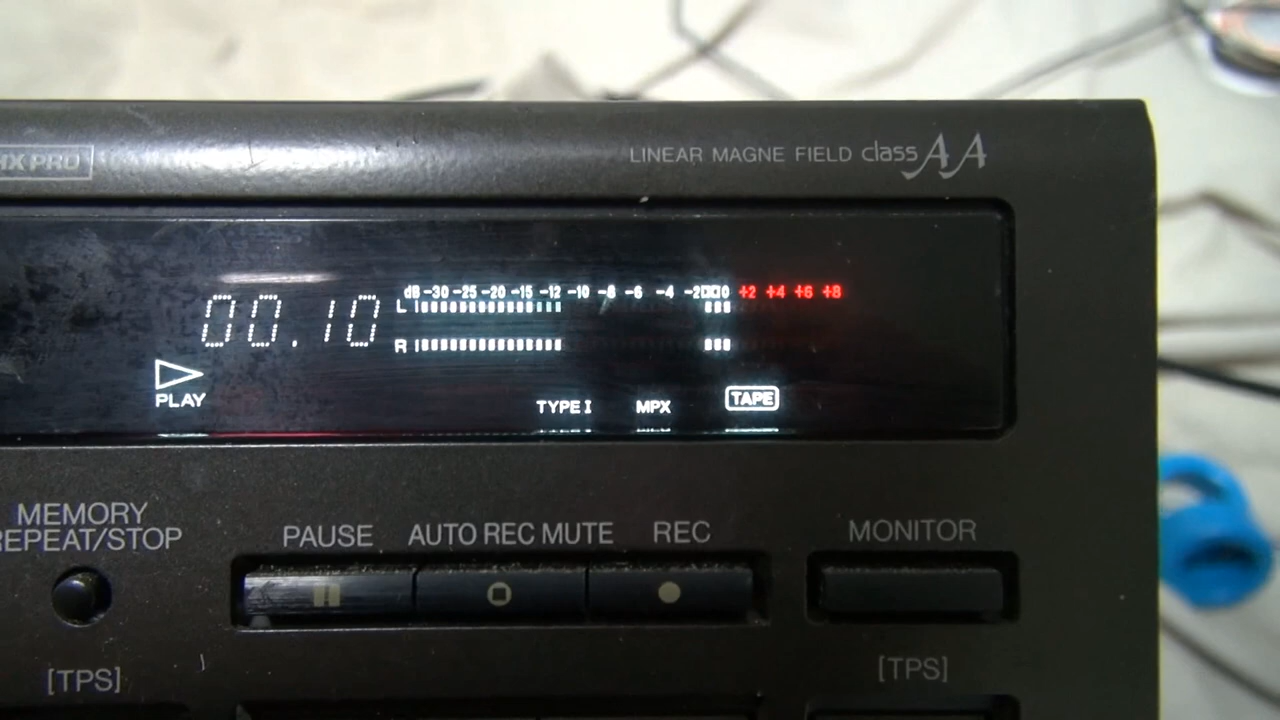 HX PRO
LINEAR MAGNE FIELD class AA
dB -30 -25 -20 -15 -12 -10 -8 -6 -4 -2 0 +2 +4 +6 +8
L
00.10
R
PLAY
TYPE I MPX TAPE
MEMORY
REPEAT/STOP
PAUSE AUTO REC MUTE REC MONITOR
[TPS] [TPS]